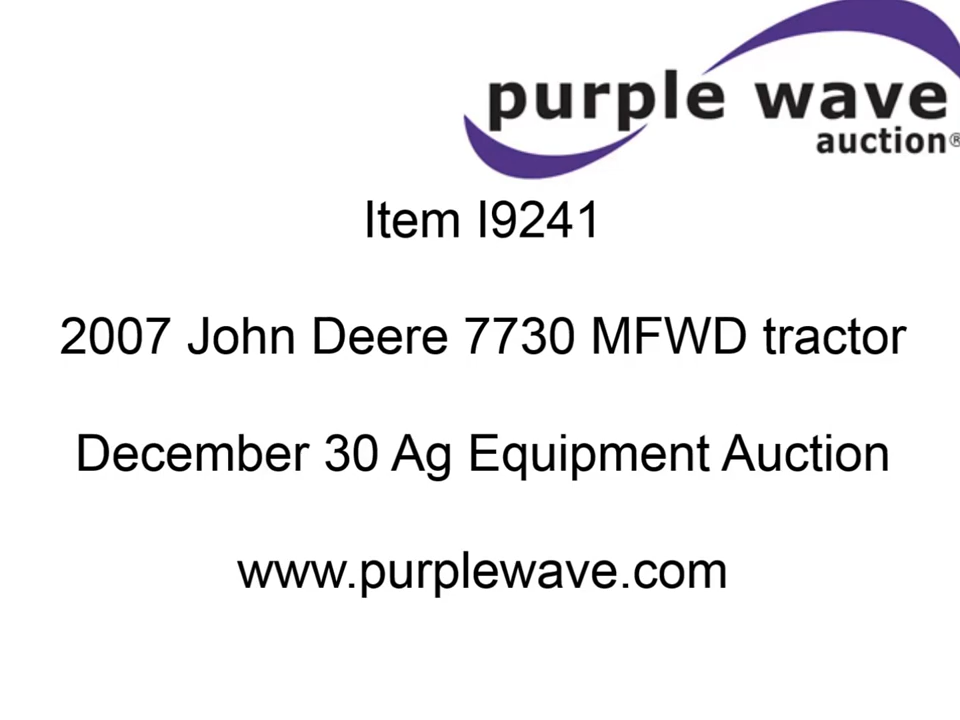 purple wave
auction®
Item I9241
2007 John Deere 7730 MFWD tractor
December 30 Ag Equipment Auction
www.purplewave.com